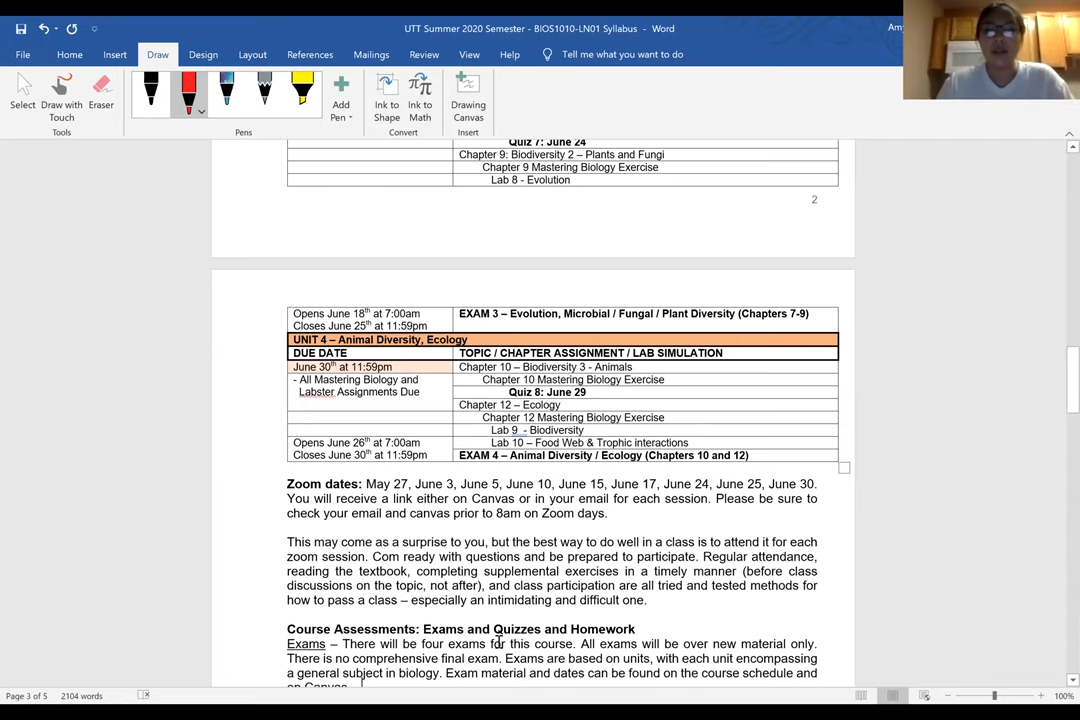 UTT Summer 2020 Semester - BIOS1010-LN01 Syllabus - Word
Amy
File Home Insert Draw Design Layout References Mailings Review View Help Tell me what you want to do
Select Draw with Touch Eraser Add Pen Ink to Shape Ink to Math Drawing Canvas
Tools Pens Convert Insert
Quiz 7: June 24
Chapter 9: Biodiversity 2 – Plants and Fungi
Chapter 9 Mastering Biology Exercise
Lab 8 - Evolution
2
Opens June 18th at 7:00am EXAM 3 – Evolution, Microbial / Fungal / Plant Diversity (Chapters 7-9)
Closes June 25th at 11:59pm
UNIT 4 – Animal Diversity, Ecology
DUE DATE TOPIC / CHAPTER ASSIGNMENT / LAB SIMULATION
June 30th at 11:59pm Chapter 10 – Biodiversity 3 - Animals
- All Mastering Biology and Chapter 10 Mastering Biology Exercise
Labster Assignments Due Quiz 8: June 29
Chapter 12 – Ecology
Chapter 12 Mastering Biology Exercise
Lab 9 - Biodiversity
Opens June 26th at 7:00am Lab 10 – Food Web & Trophic interactions
Closes June 30th at 11:59pm EXAM 4 – Animal Diversity / Ecology (Chapters 10 and 12)
Zoom dates: May 27, June 3, June 5, June 10, June 15, June 17, June 24, June 25, June 30.
You will receive a link either on Canvas or in your email for each session. Please be sure to
check your email and canvas prior to 8am on Zoom days.
This may come as a surprise to you, but the best way to do well in a class is to attend it for each
zoom session. Com ready with questions and be prepared to participate. Regular attendance,
reading the textbook, completing supplemental exercises in a timely manner (before class
discussions on the topic, not after), and class participation are all tried and tested methods for
how to pass a class – especially an intimidating and difficult one.
Course Assessments: Exams and Quizzes and Homework
Exams – There will be four exams for this course. All exams will be over new material only.
There is no comprehensive final exam. Exams are based on units, with each unit encompassing
a general subject in biology. Exam material and dates can be found on the course schedule and
on Canvas.
Page 3 of 5 2104 words 100%